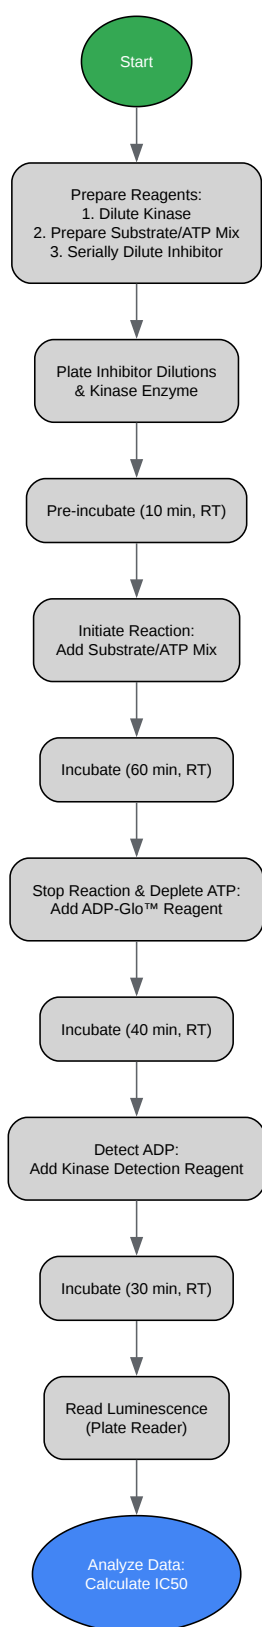 Start
Prepare Reagents:
1. Dilute Kinase
2. Prepare Substrate/ATP Mix
3. Serially Dilute Inhibitor
Plate Inhibitor Dilutions
& Kinase Enzyme
Pre-incubate (10 min, RT)
Initiate Reaction:
Add Substrate/ATP Mix
Incubate (60 min, RT)
Stop Reaction & Deplete ATP:
Add ADP-Glo™ Reagent
Incubate (40 min, RT)
Detect ADP:
Add Kinase Detection Reagent
Incubate (30 min, RT)
Read Luminescence
(Plate Reader)
Analyze Data:
Calculate IC50